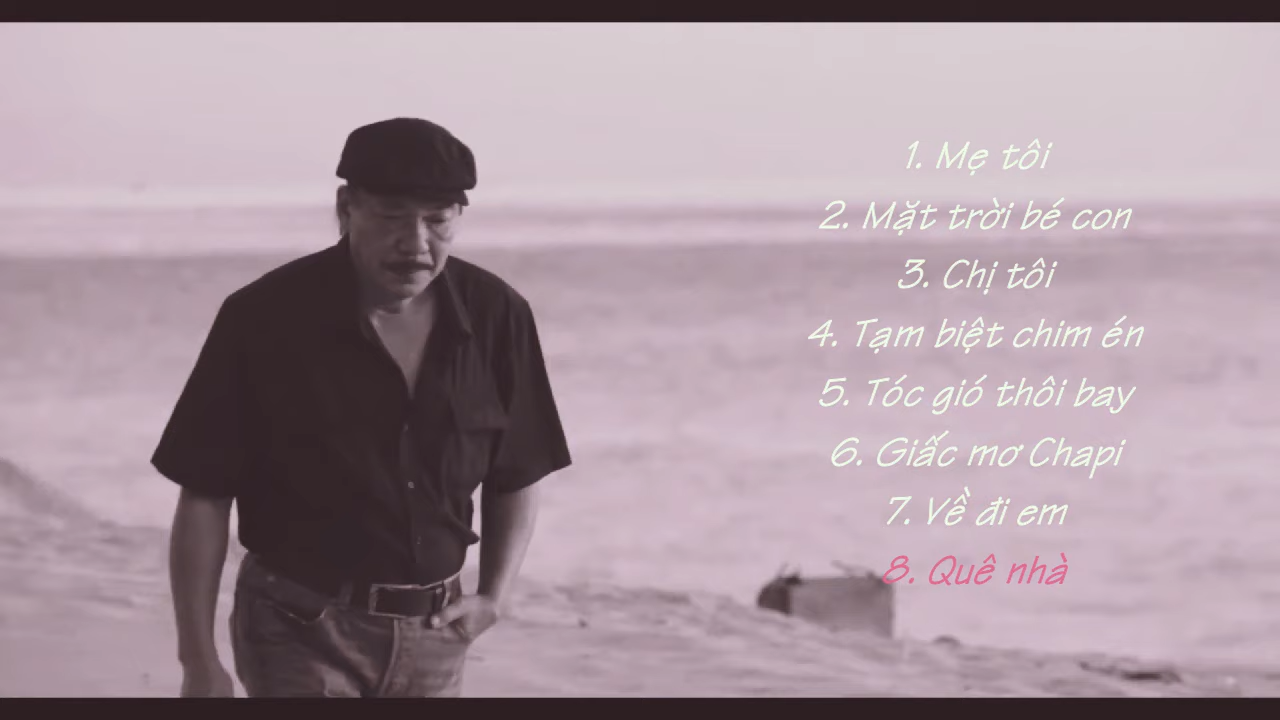 1. Mẹ tôi
2. Mặt trời bé con
3. Chị tôi
4. Tạm biệt chim én
5. Tóc gió thôi bay
6. Giấc mơ Chapi
7. Về đi em
8. Quê nhà